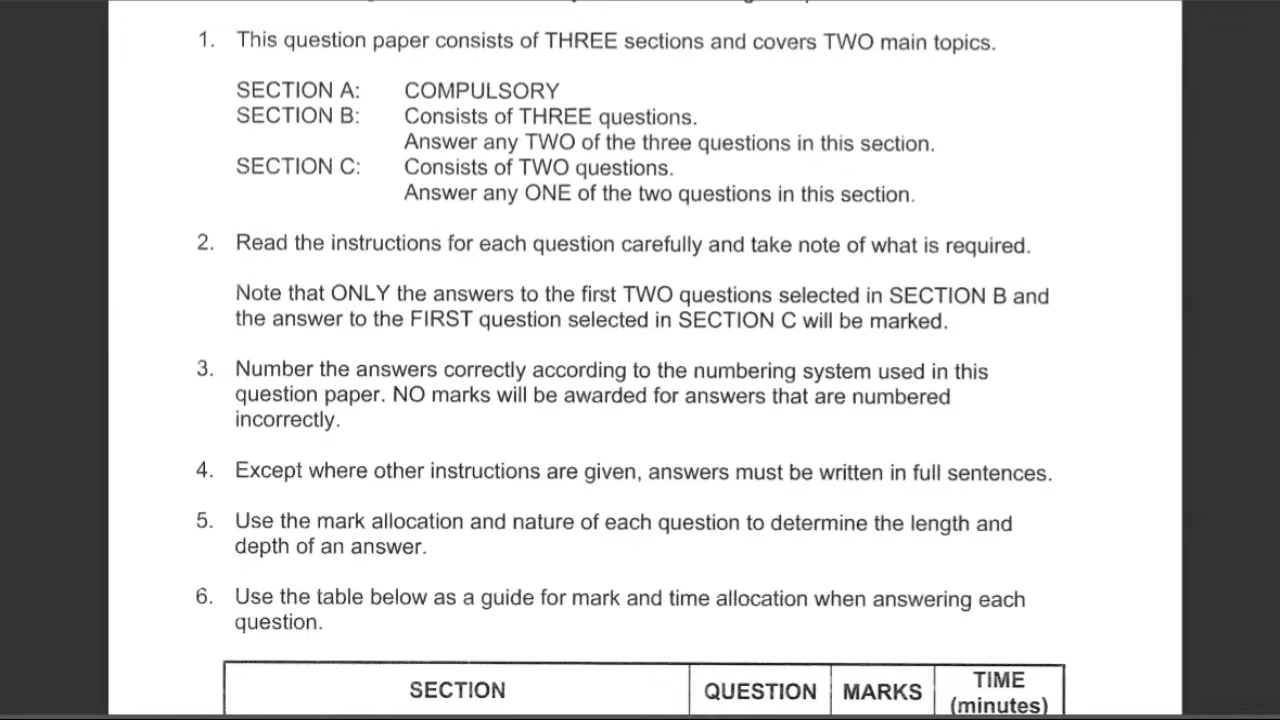 1. This question paper consists of THREE sections and covers TWO main topics.
SECTION A: COMPULSORY
SECTION B: Consists of THREE questions.
Answer any TWO of the three questions in this section.
SECTION C: Consists of TWO questions.
Answer any ONE of the two questions in this section.
2. Read the instructions for each question carefully and take note of what is required.
Note that ONLY the answers to the first TWO questions selected in SECTION B and
the answer to the FIRST question selected in SECTION C will be marked.
3. Number the answers correctly according to the numbering system used in this
question paper. NO marks will be awarded for answers that are numbered
incorrectly.
4. Except where other instructions are given, answers must be written in full sentences.
5. Use the mark allocation and nature of each question to determine the length and
depth of an answer.
6. Use the table below as a guide for mark and time allocation when answering each
question.
SECTION QUESTION MARKS TIME
(minutes)